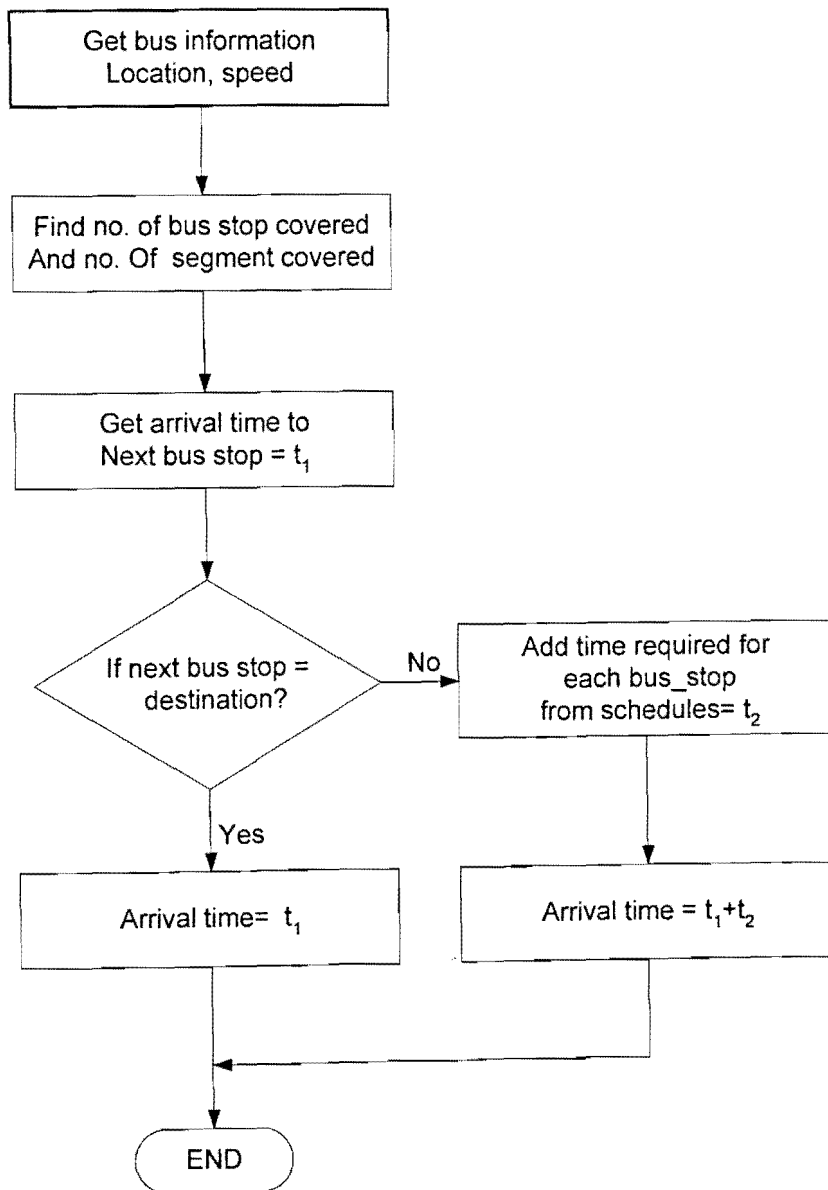 Get bus information
Location, speed
Find no. of bus stop covered
And no. Of segment covered
Get arrival time to
Next bus stop = t₁
If next bus stop =
destination?
No
Add time required for
each bus_stop
from schedules= t₂
Yes
Arrival time= t₁
Arrival time = t₁+t₂
END